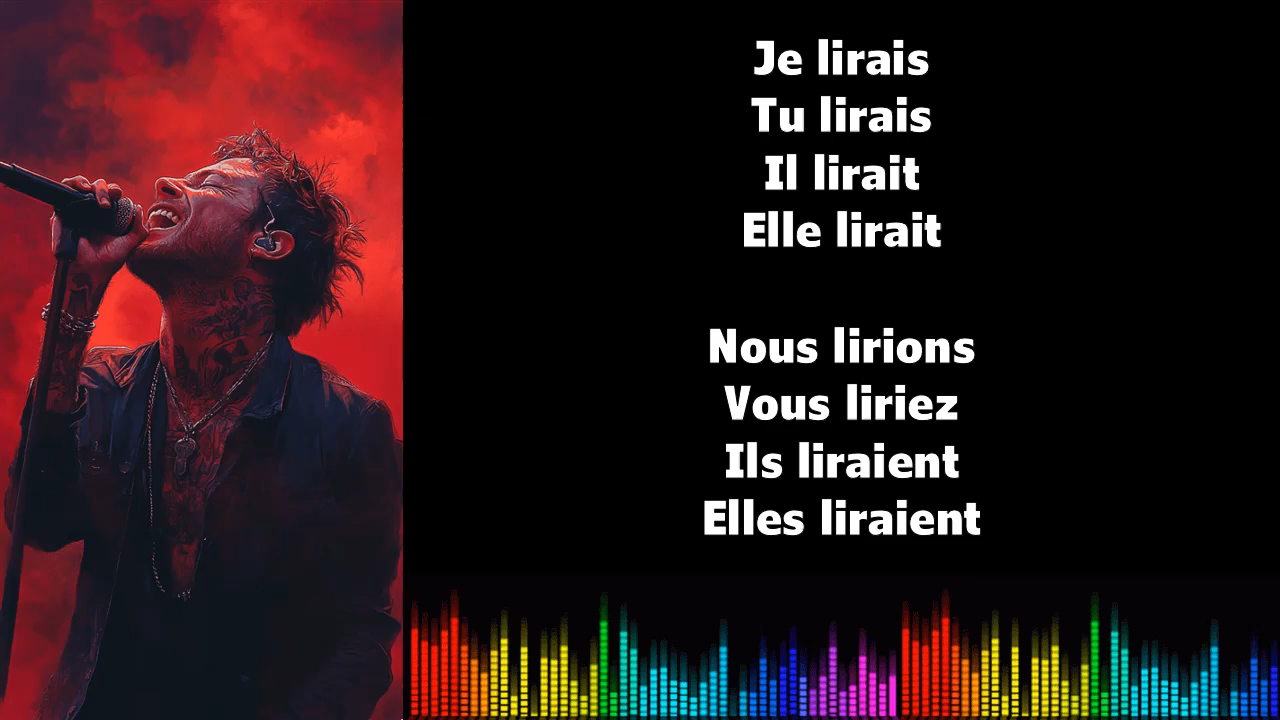 Je lirais
Tu lirais
Il lirait
Elle lirait
Nous lirions
Vous liriez
Ils liraient
Elles liraient